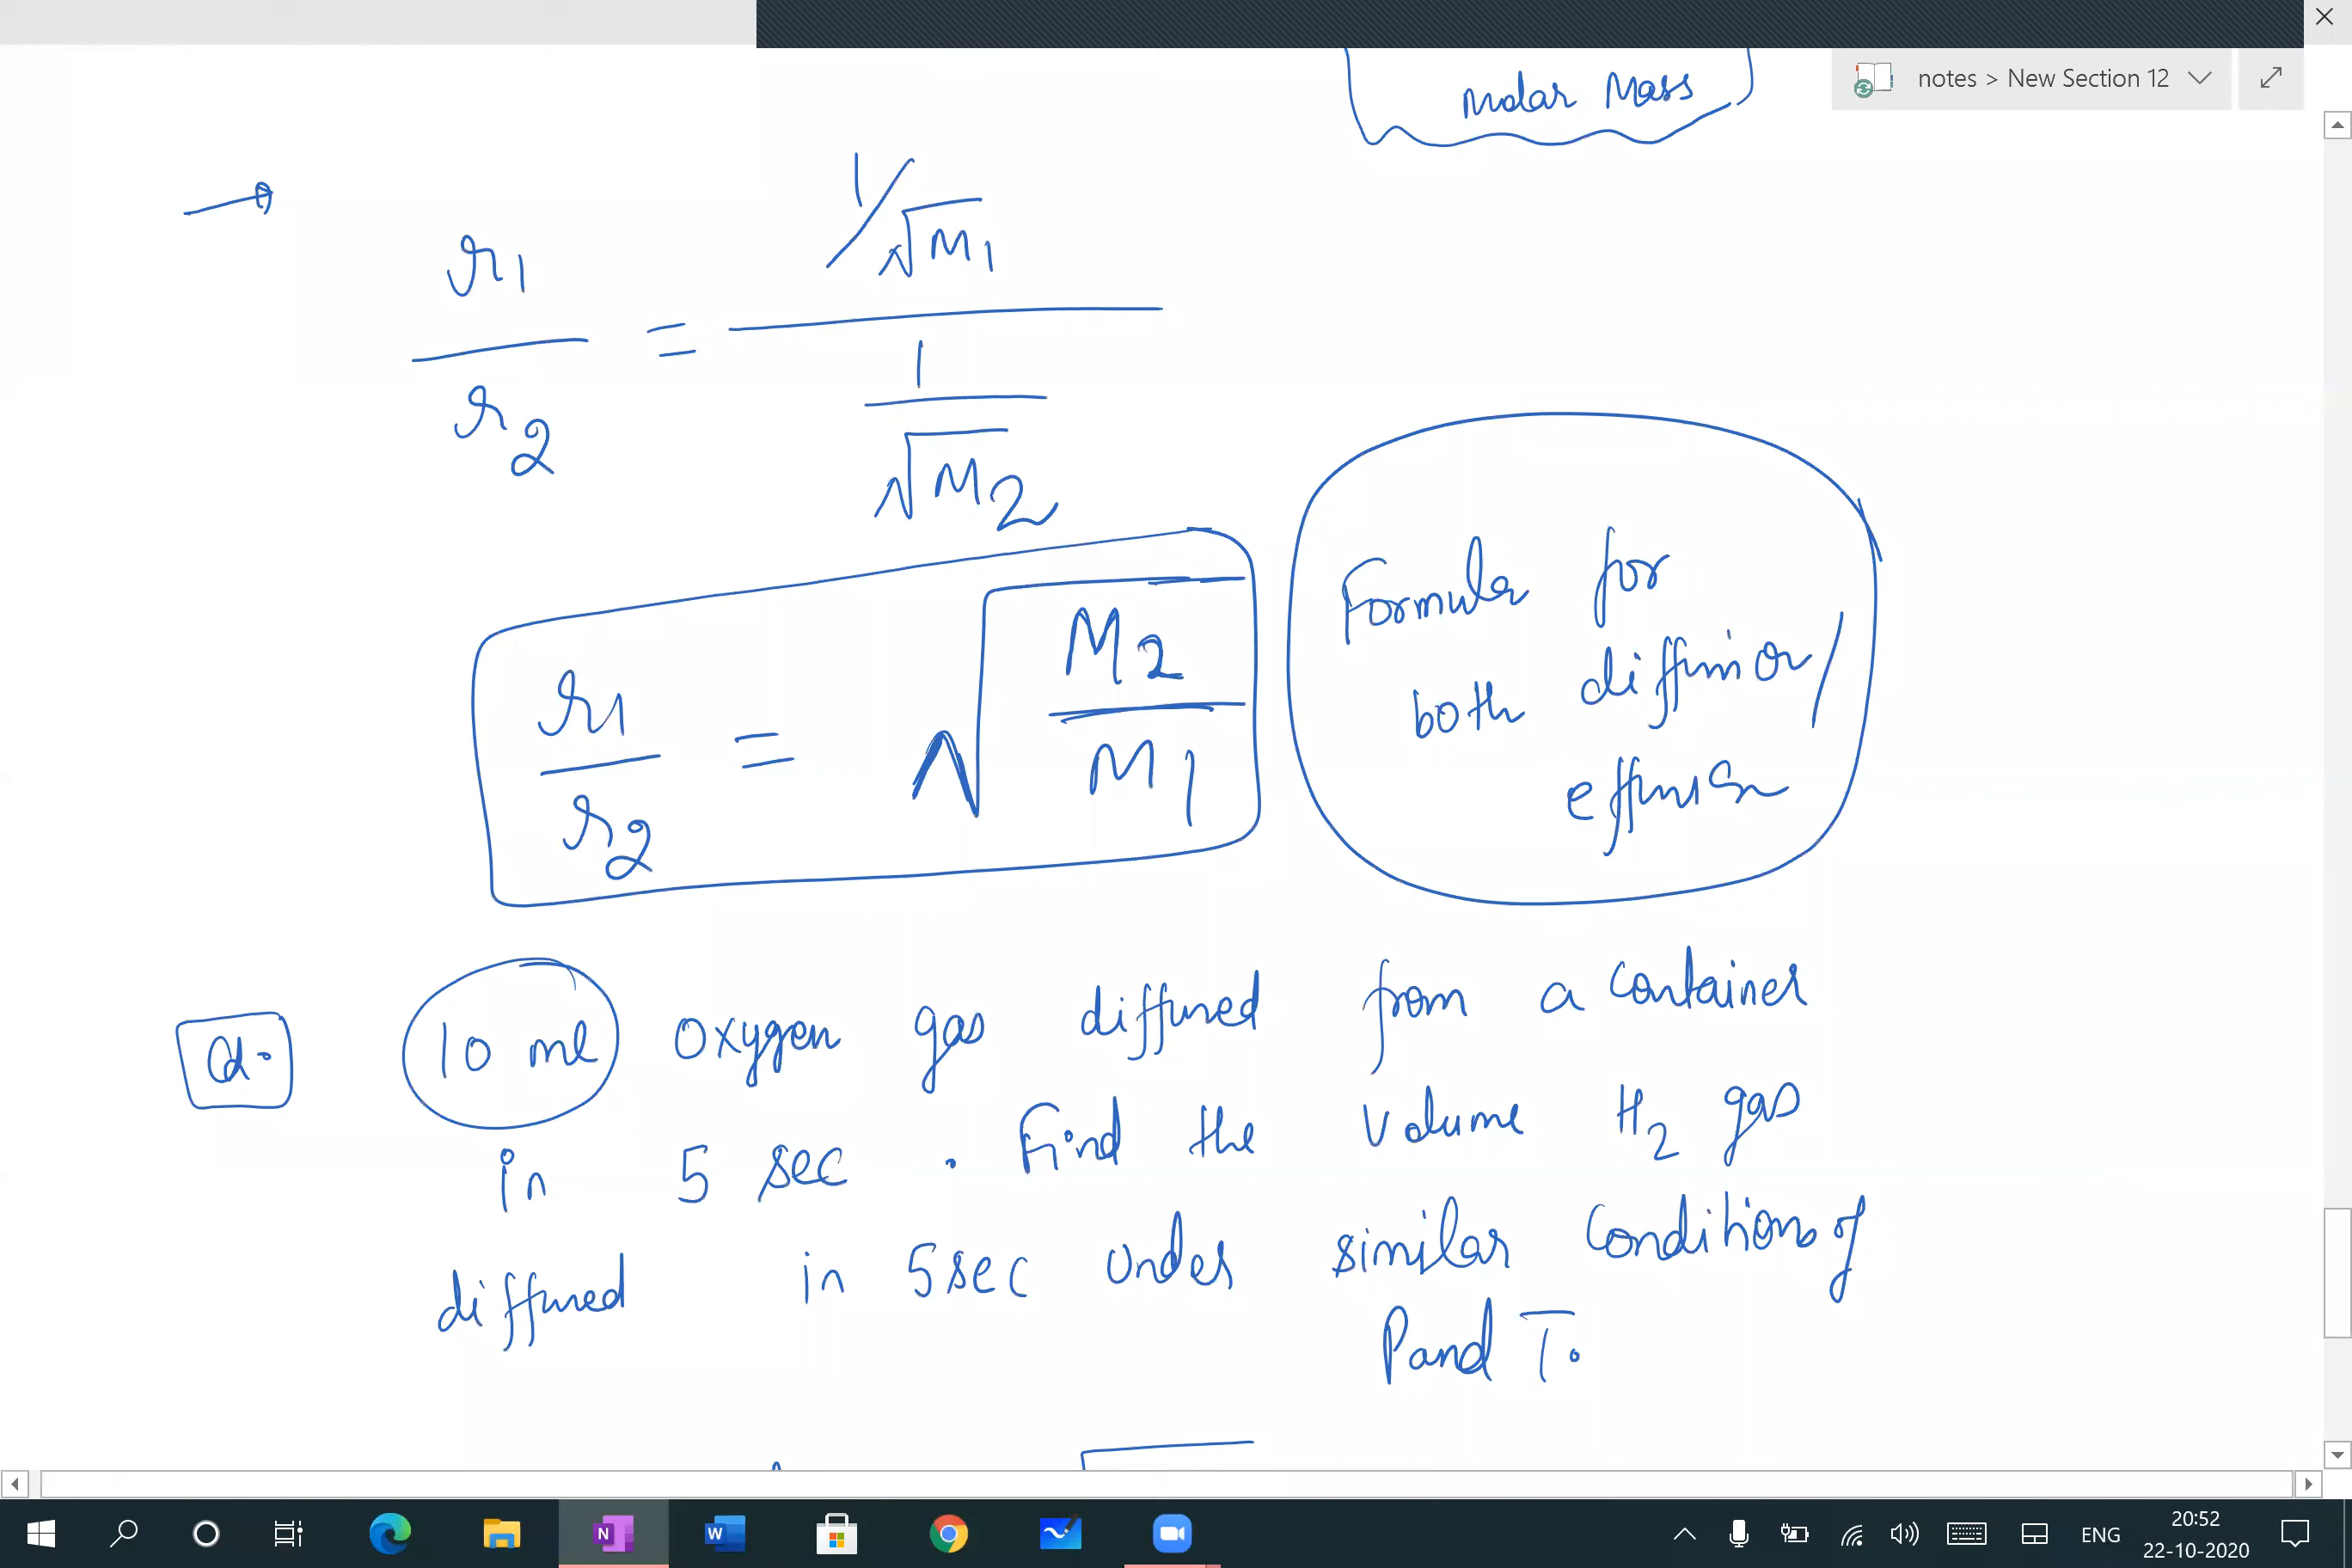 notes > New Section 12
Molar Mass
r1/r2 = (1/√M1)/(1/√M2)
r1/r2 = √(M2/M1)
Formula for
both diffusion/
effusion
Q. 10 ml oxygen gas diffused from a container
in 5 sec. Find the volume H2 gas
diffused in 5 sec under similar conditions of
P and T.
ENG
20:52
22-10-2020